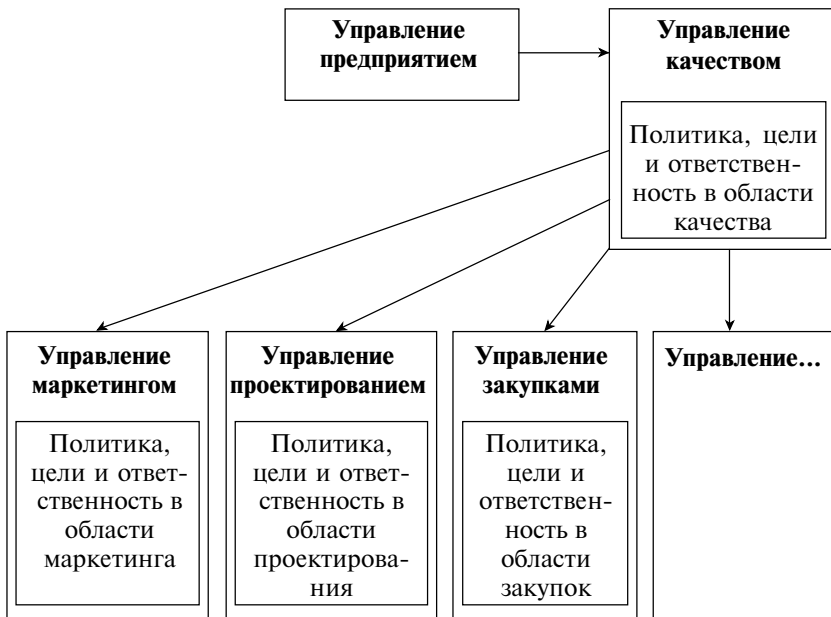 Управление
предприятием
Управление
качеством
Политика, цели
и ответствен-
ность в области
качества
Управление
маркетингом
Политика,
цели и ответ-
ственность в
области
маркетинга
Управление
проектированием
Политика,
цели и ответ-
ственность в
области
проектирова-
ния
Управление
закупками
Политика,
цели и
ответствен-
ность в
области
закупок
Управление...